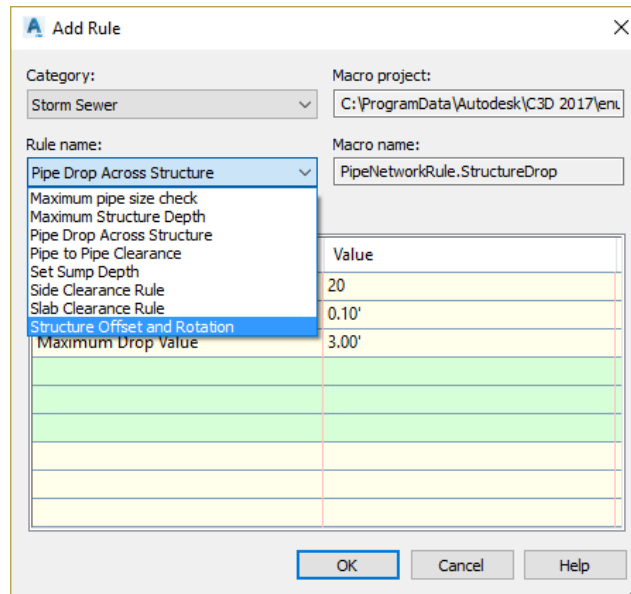 Add Rule
Category:
Macro project:
Storm Sewer
C:\ProgramData\Autodesk\C3D 2017\enu
Rule name:
Macro name:
Pipe Drop Across Structure
PipeNetworkRule.StructureDrop
Maximum pipe size check
Maximum Structure Depth
Pipe Drop Across Structure
Pipe to Pipe Clearance
Set Sump Depth
Side Clearance Rule
Slab Clearance Rule
Structure Offset and Rotation
Value
20
0.10'
Maximum Drop Value
3.00'
OK
Cancel
Help